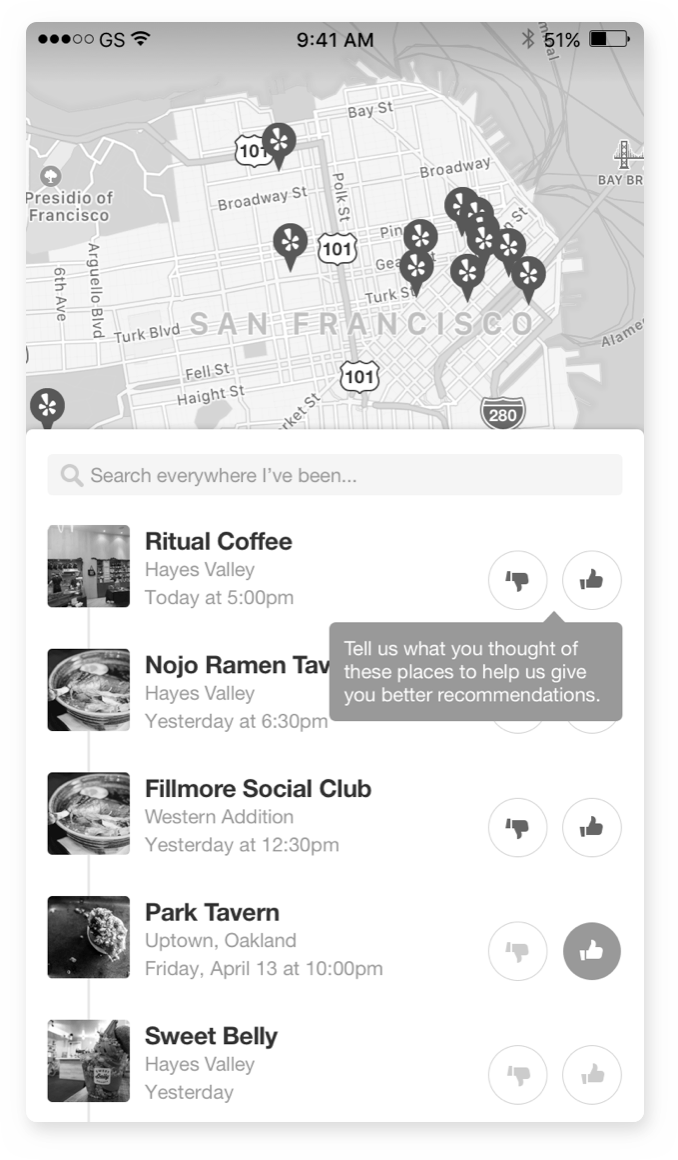 GS
9:41 AM
51%
Bay St
101
Broadway
BAY BR
Presidio of
Francisco
Broadway St
Polk St
Pin
St
101
Gea
Arguello Blvd
6th Ave
Turk St
Turk Blvd
SAN FRANCISCO
Alame
Fell St
101
Haight St
rket St
280
Search everywhere I've been...
Ritual Coffee
Hayes Valley
Today at 5:00pm
Tell us what you thought of
these places to help us give
you better recommendations.
Nojo Ramen Tav
Hayes Valley
Yesterday at 6:30pm
Fillmore Social Club
Western Addition
Yesterday at 12:30pm
Park Tavern
Uptown, Oakland
Friday, April 13 at 10:00pm
Sweet Belly
Hayes Valley
Yesterday